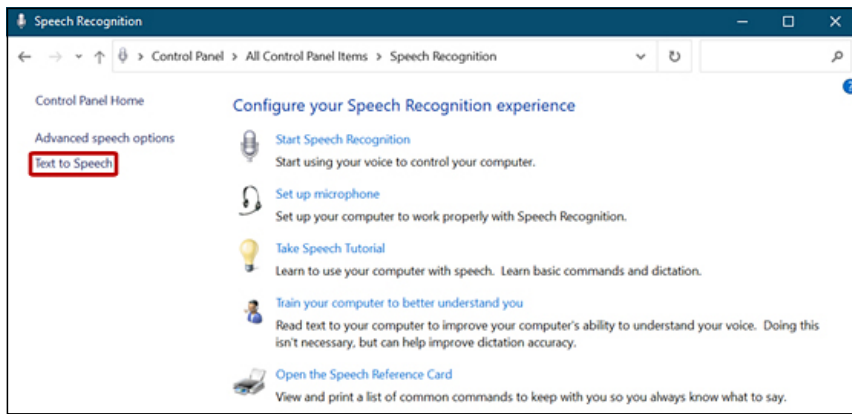 Speech Recognition
Control Panel > All Control Panel Items > Speech Recognition
Control Panel Home
Advanced speech options
Text to Speech
Configure your Speech Recognition experience
Start Speech Recognition
Start using your voice to control your computer.
Set up microphone
Set up your computer to work properly with Speech Recognition.
Take Speech Tutorial
Learn to use your computer with speech. Learn basic commands and dictation.
Train your computer to better understand you
Read text to your computer to improve your computer's ability to understand your voice. Doing this
isn't necessary, but can help improve dictation accuracy.
Open the Speech Reference Card
View and print a list of common commands to keep with you so you always know what to say.